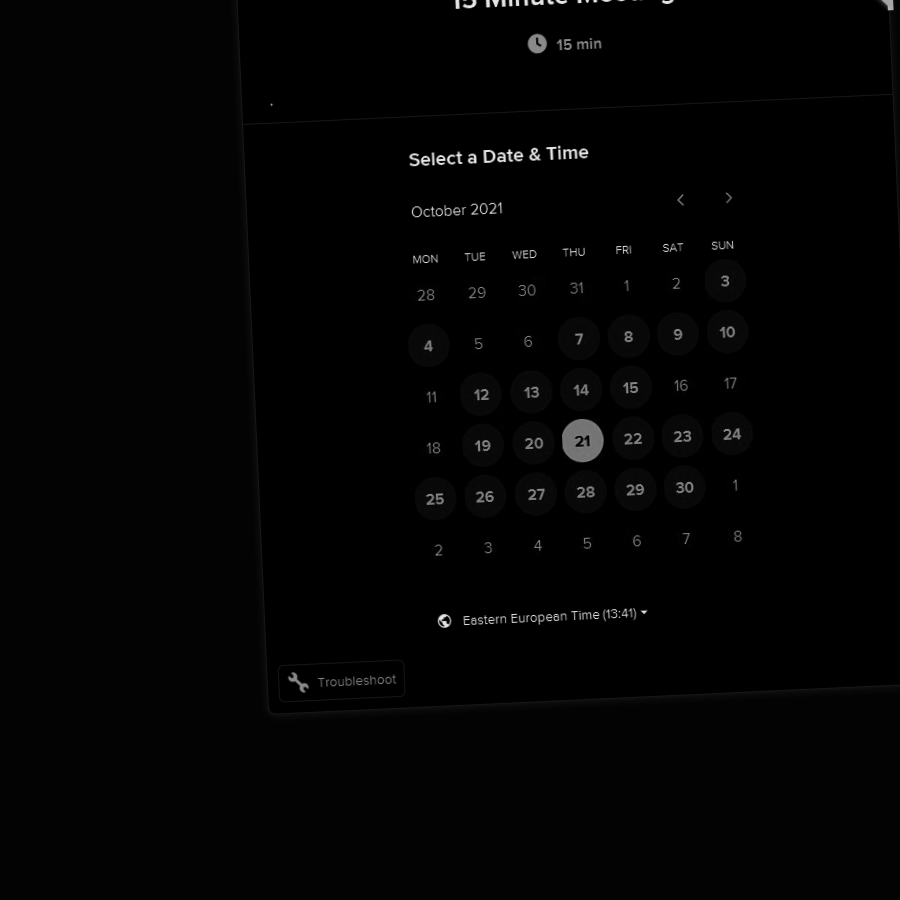 15 Minute Meeting
15 min
Select a Date & Time
October 2021
MON TUE WED THU FRI SAT SUN
28 29 30 31 1 2 3
4 5 6 7 8 9 10
11 12 13 14 15 16 17
18 19 20 21 22 23 24
25 26 27 28 29 30 1
2 3 4 5 6 7 8
Eastern European Time (13:41)
Troubleshoot